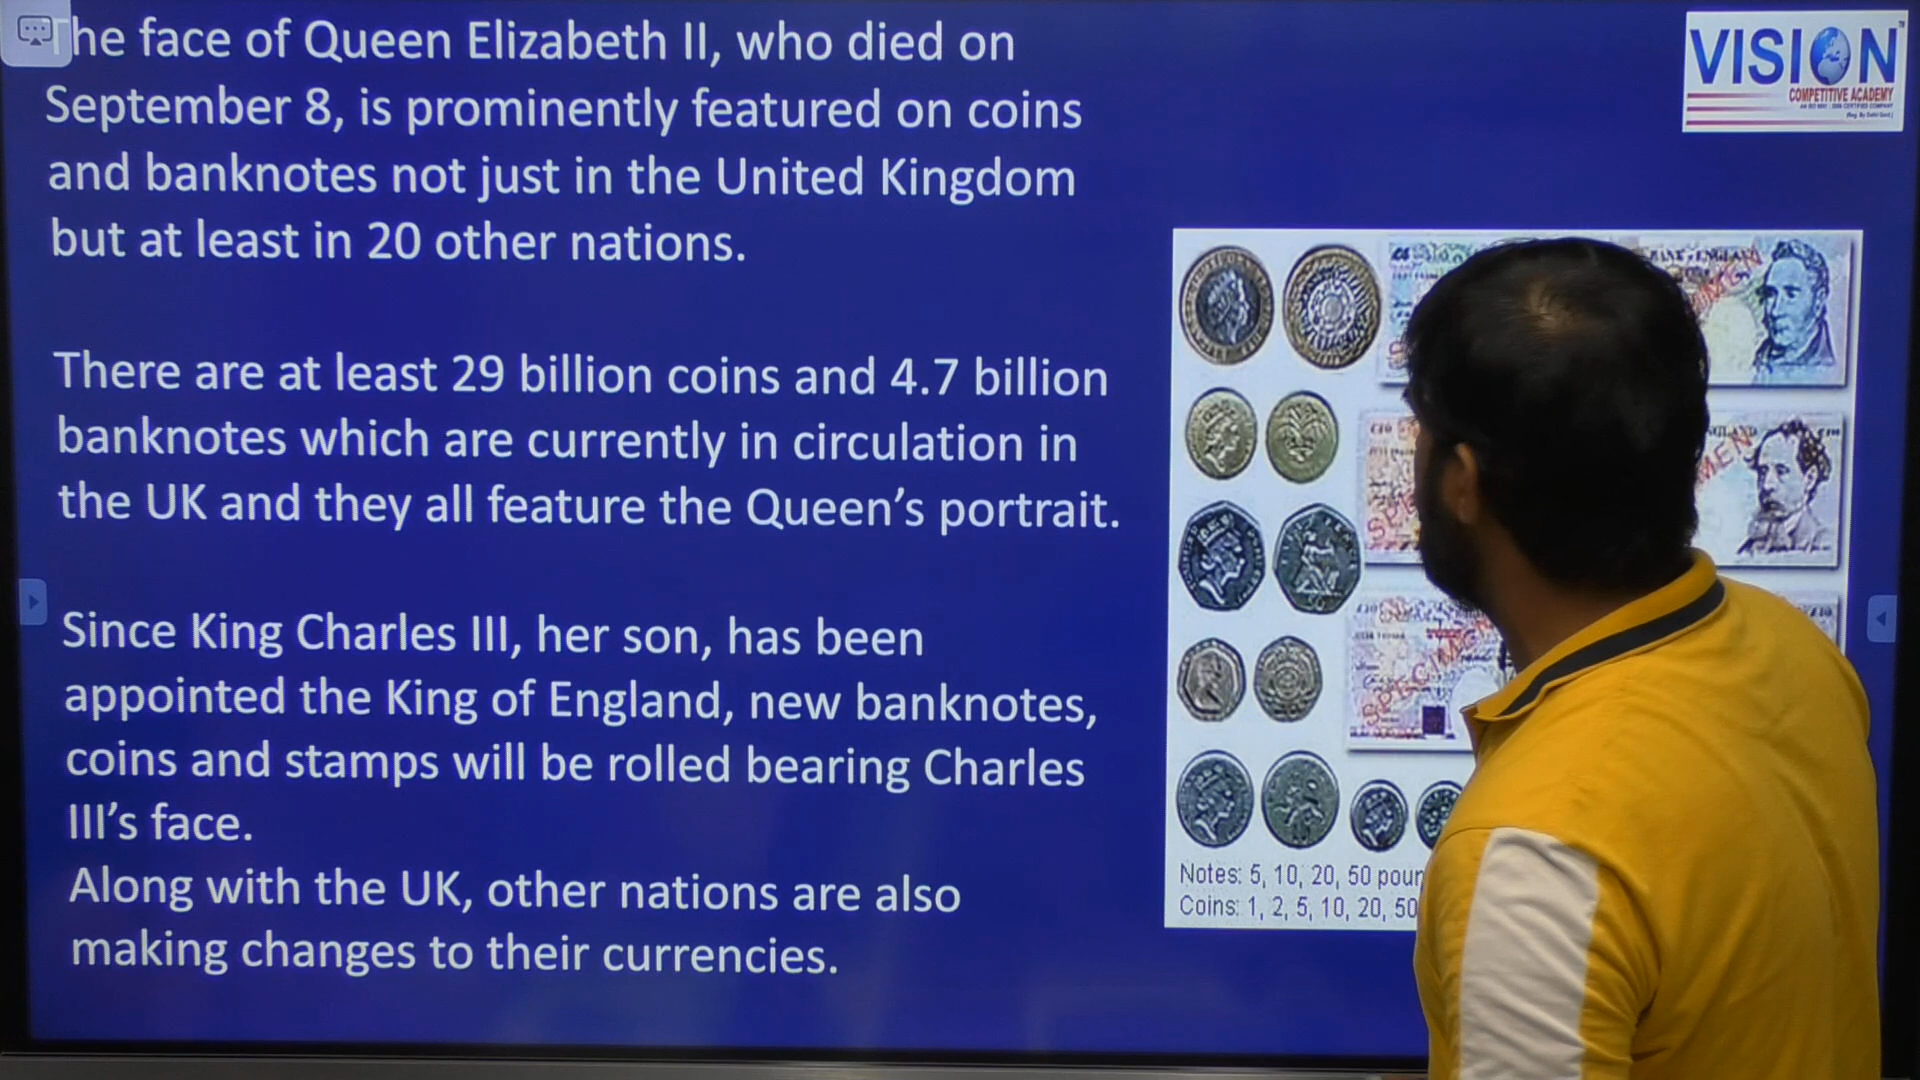 The face of Queen Elizabeth II, who died on
September 8, is prominently featured on coins
and banknotes not just in the United Kingdom
but at least in 20 other nations.
There are at least 29 billion coins and 4.7 billion
banknotes which are currently in circulation in
the UK and they all feature the Queen's portrait.
Since King Charles III, her son, has been
appointed the King of England, new banknotes,
coins and stamps will be rolled bearing Charles
III's face.
Along with the UK, other nations are also
making changes to their currencies.
VISION
COMPETITIVE ACADEMY
SPECIMEN
Notes: 5, 10, 20, 50
Coins: 1, 2, 5, 10, 20, 50